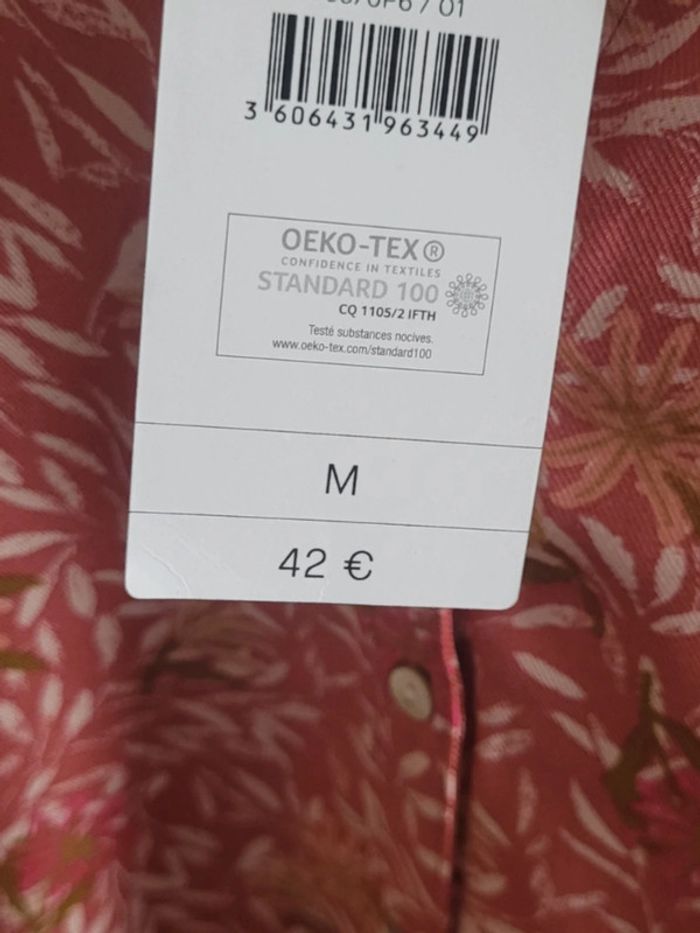 3 606431 963449
OEKO-TEX®
CONFIDENCE IN TEXTILES
STANDARD 100
CQ 1105/2 IFTH
Testé substances nocives.
www.oeko-tex.com/standard100
M
42 €